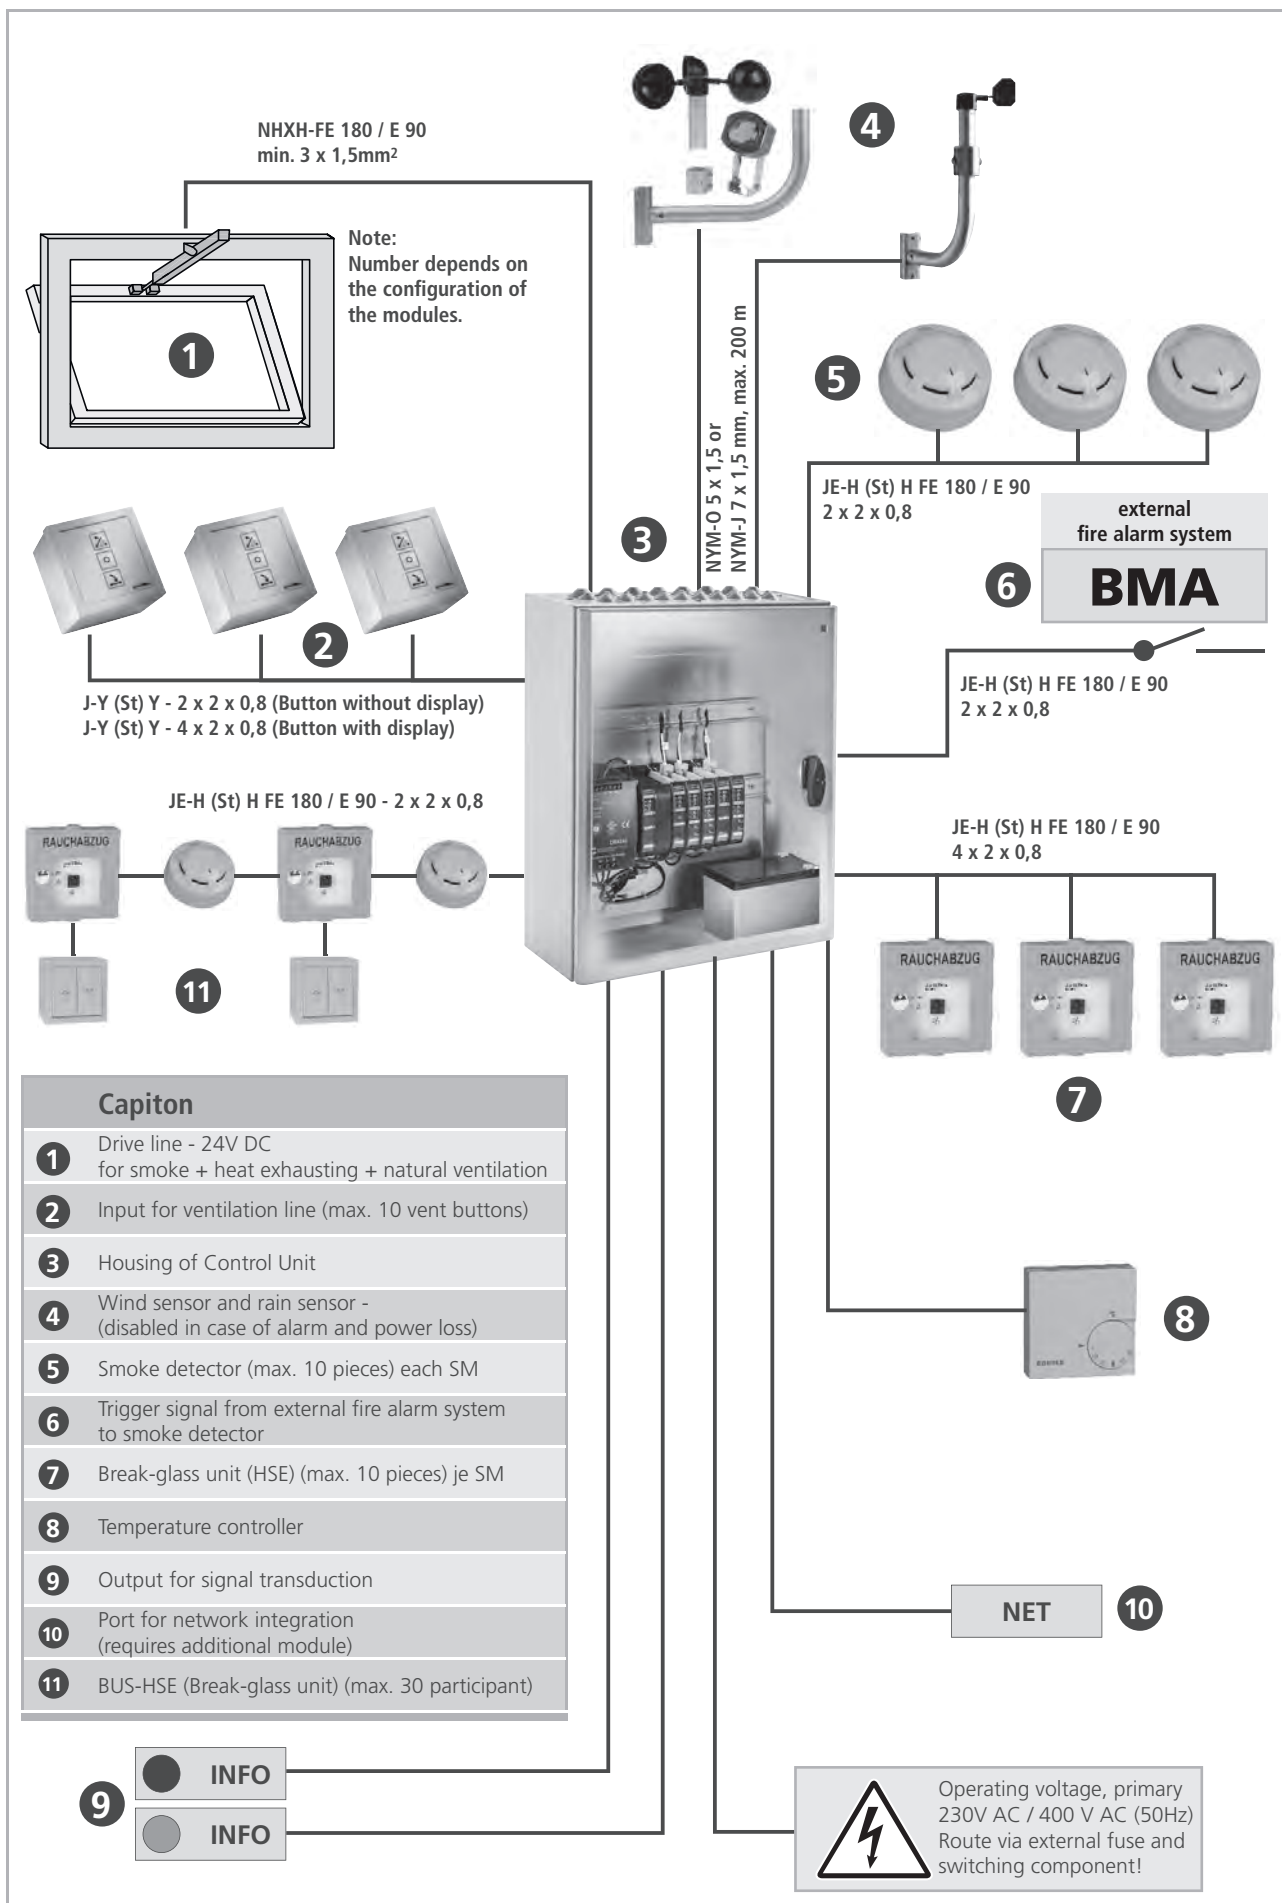 NHXH-FE 180 / E 90
min. 3 x 1,5mm²
Note:
Number depends on
the configuration of
the modules.
1
4
NYM-O 5 x 1,5 or
NYM-J 7 x 1,5 mm, max. 200 m
5
JE-H (St) H FE 180 / E 90
2 x 2 x 0,8
external
fire alarm system
6
BMA
JE-H (St) H FE 180 / E 90
2 x 2 x 0,8
3
2
J-Y (St) Y - 2 x 2 x 0,8 (Button without display)
J-Y (St) Y - 4 x 2 x 0,8 (Button with display)
JE-H (St) H FE 180 / E 90 - 2 x 2 x 0,8
RAUCHABZUG
RAUCHABZUG
11
JE-H (St) H FE 180 / E 90
4 x 2 x 0,8
RAUCHABZUG
RAUCHABZUG
RAUCHABZUG
7
Capiton
1 Drive line - 24V DC
for smoke + heat exhausting + natural ventilation
2 Input for ventilation line (max. 10 vent buttons)
3 Housing of Control Unit
4 Wind sensor and rain sensor -
(disabled in case of alarm and power loss)
5 Smoke detector (max. 10 pieces) each SM
6 Trigger signal from external fire alarm system
to smoke detector
7 Break-glass unit (HSE) (max. 10 pieces) je SM
8 Temperature controller
9 Output for signal transduction
10 Port for network integration
(requires additional module)
11 BUS-HSE (Break-glass unit) (max. 30 participant)
8
NET
10
9
INFO
INFO
Operating voltage, primary
230V AC / 400 V AC (50Hz)
Route via external fuse and
switching component!